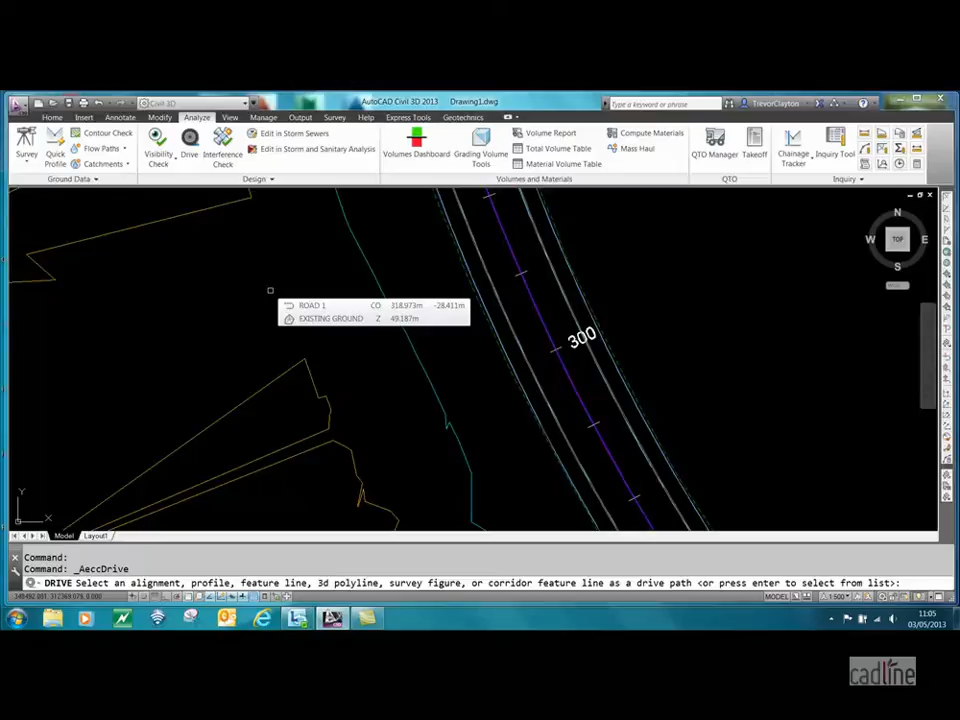 Civil 3D
AutoCAD Civil 3D 2013 Drawing1.dwg
Type a keyword or phrase
TrevorClayton
Home Insert Annotate Modify Analyze View Manage Output Survey Help Express Tools Geotechnics
Survey
Quick Profile
Contour Check
Flow Paths
Catchments
Visibility Check
Drive
Interference Check
Edit in Storm Sewers
Edit in Storm and Sanitary Analysis
Volumes Dashboard
Grading Volume Tools
Volume Report
Total Volume Table
Material Volume Table
Compute Materials
Mass Haul
QTO Manager
Takeoff
Chainage Tracker
Inquiry Tool
Ground Data Design Volumes and Materials QTO Inquiry
N
W TOP E
S
ROAD 1 CO 318.973m -28.411m
EXISTING GROUND Z 49.187m
300
Y
X
Model Layout1
Command:
Command: _AeccDrive
DRIVE Select an alignment, profile, feature line, 3d polyline, survey figure, or corridor feature line as a drive path <or press enter to select from list>:
MODEL
11:05
03/05/2013
cadline